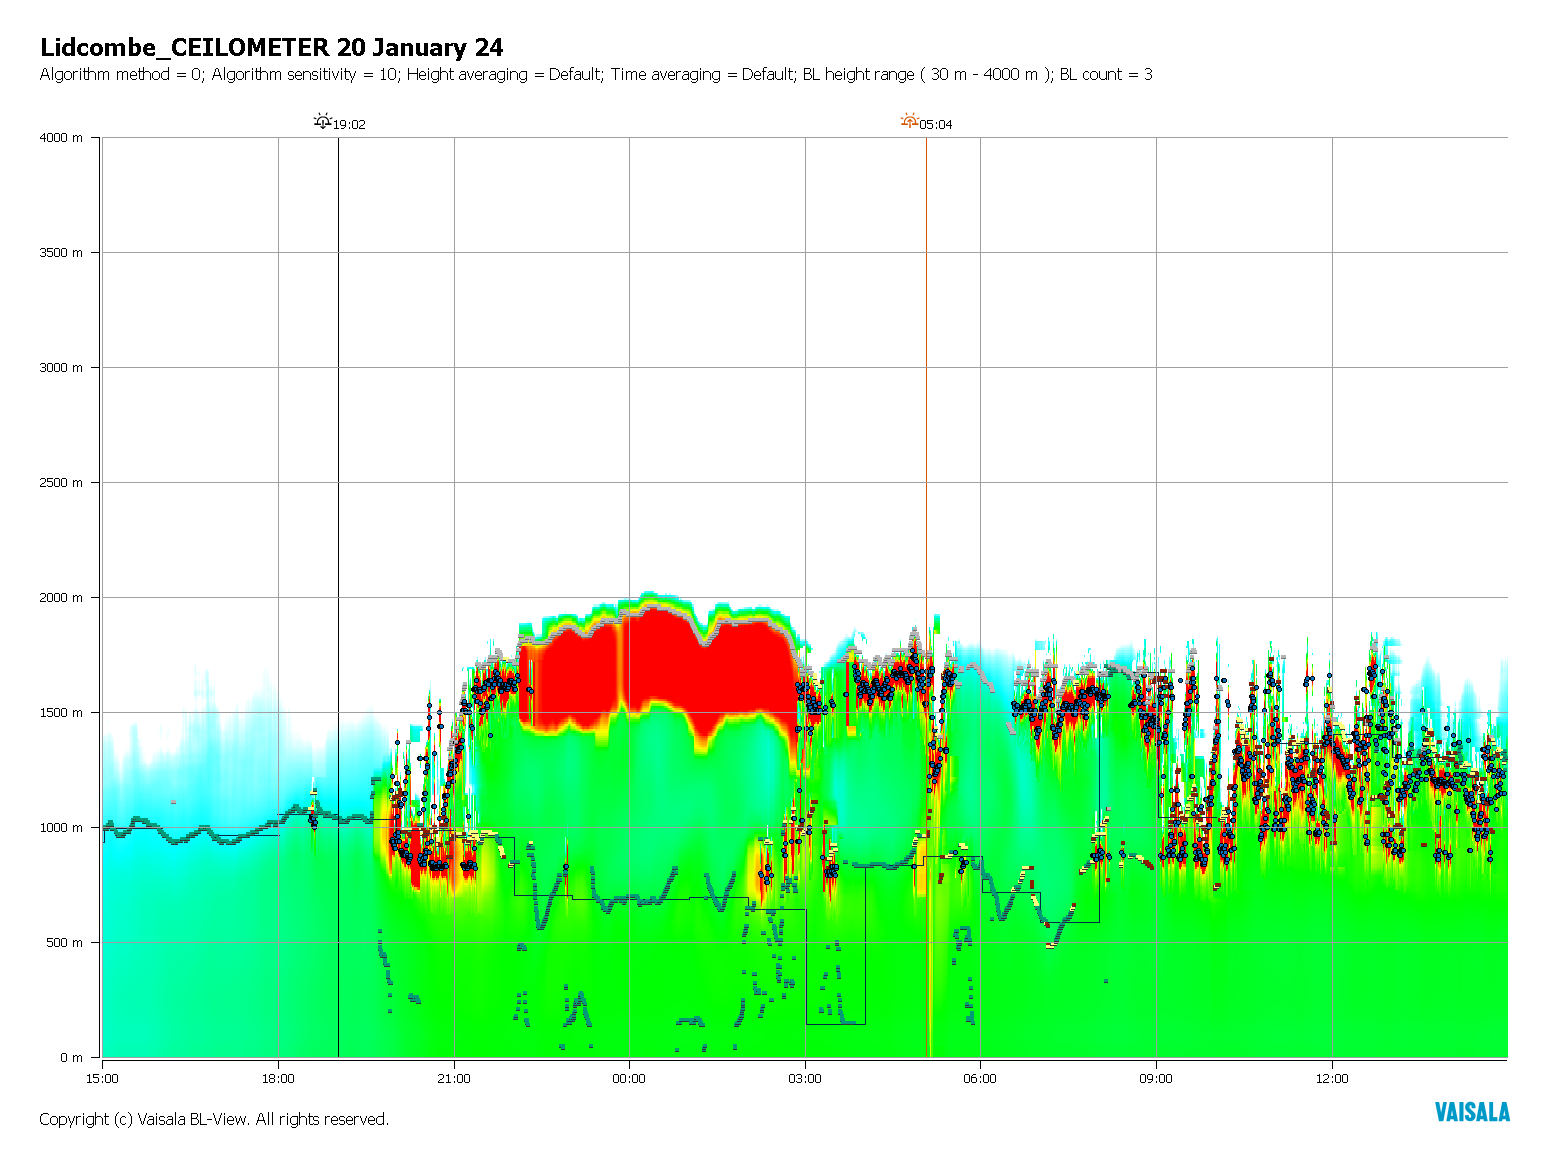 Lidcombe_CEILOMETER 20 January 24
Algorithm method = 0; Algorithm sensitivity = 10; Height averaging = Default; Time averaging = Default; BL height range ( 30 m - 4000 m ); BL count = 3
19:02 05:04
4000 m
3500 m
3000 m
2500 m
2000 m
1500 m
1000 m
500 m
0 m
15:00 18:00 21:00 00:00 03:00 06:00 09:00 12:00
Copyright (c) Vaisala BL-View. All rights reserved.
VAISALA